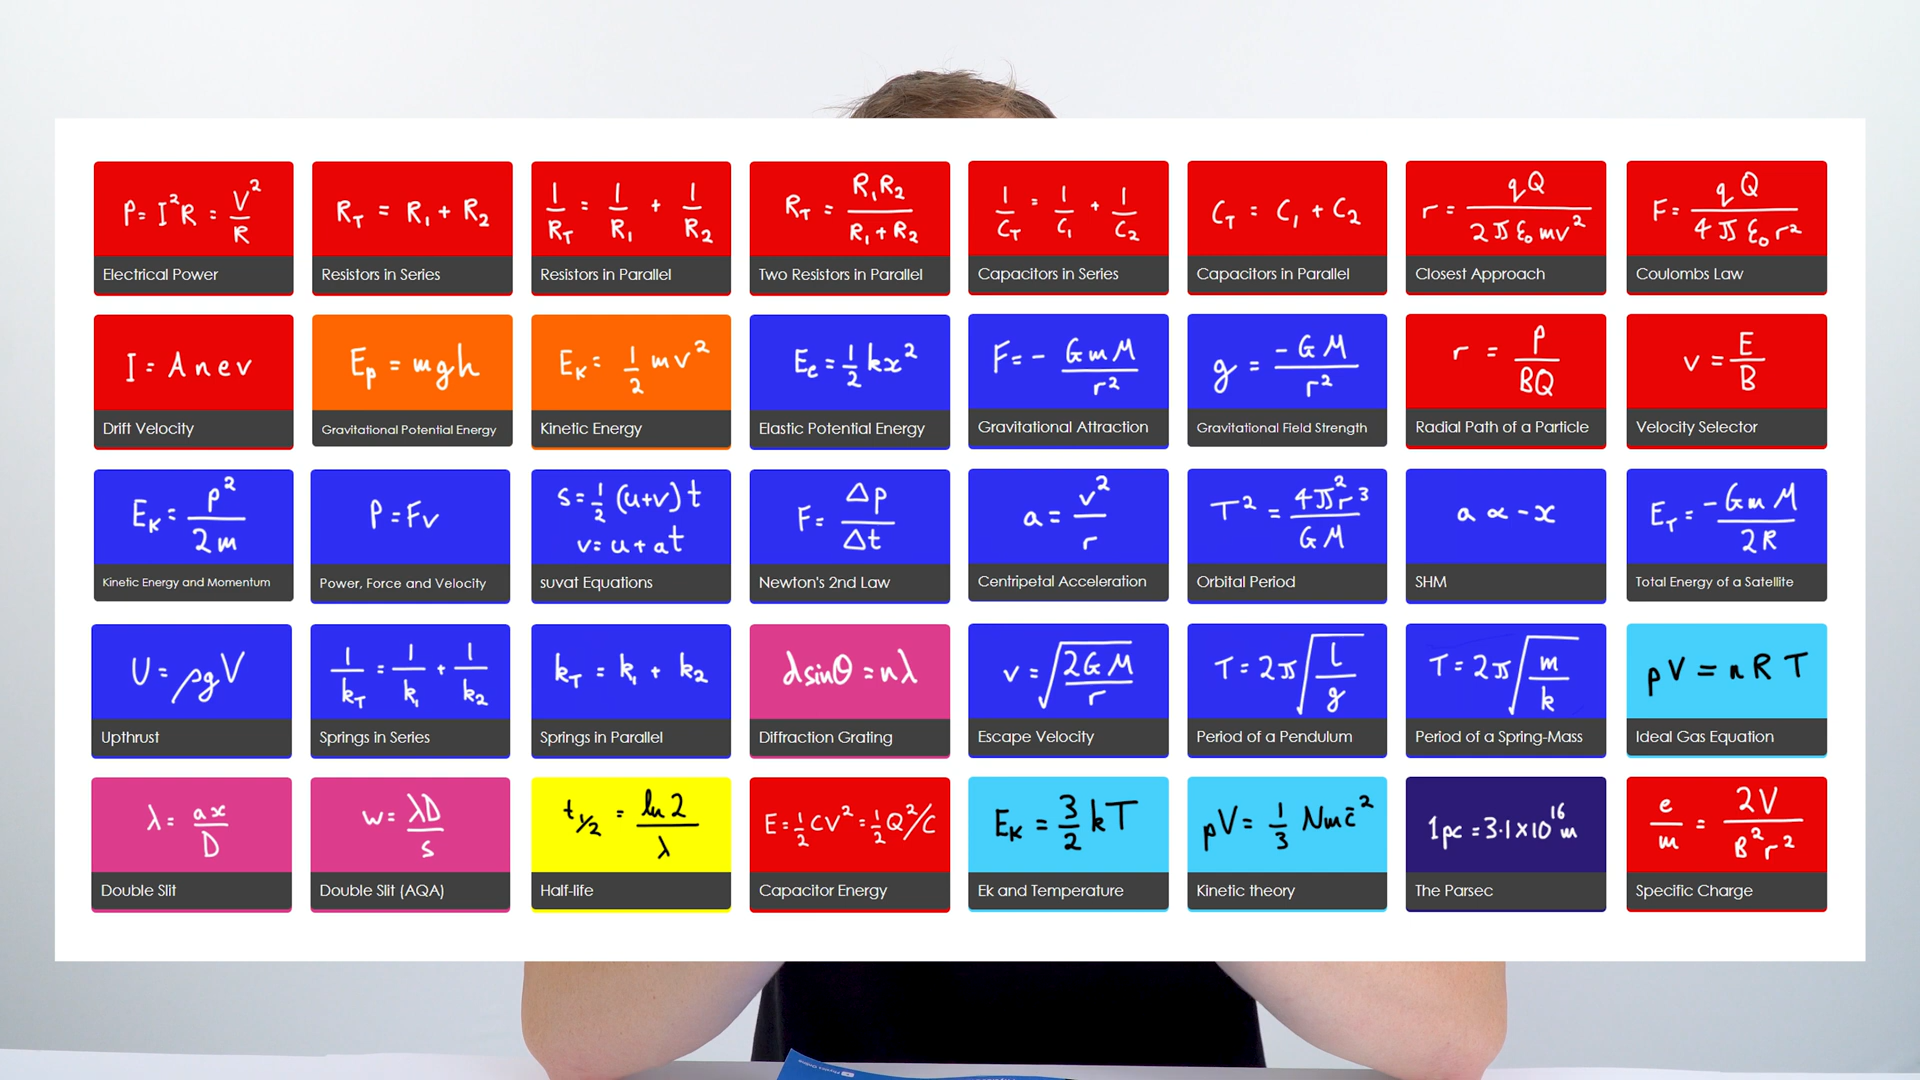 P = I²R = V²/R
Electrical Power
R_T = R₁ + R₂
Resistors in Series
1/R_T = 1/R₁ + 1/R₂
Resistors in Parallel
R_T = R₁R₂/(R₁ + R₂)
Two Resistors in Parallel
1/C_T = 1/C₁ + 1/C₂
Capacitors in Series
C_T = C₁ + C₂
Capacitors in Parallel
r = qQ/(2πε₀mv²)
Closest Approach
F = qQ/(4πε₀r²)
Coulombs Law
I = Anev
Drift Velocity
E_p = mgh
Gravitational Potential Energy
E_K = ½mv²
Kinetic Energy
E_e = ½kx²
Elastic Potential Energy
F = -GmM/r²
Gravitational Attraction
g = -GM/r²
Gravitational Field Strength
r = P/BQ
Radial Path of a Particle
v = E/B
Velocity Selector
E_K = p²/2m
Kinetic Energy and Momentum
P = Fv
Power, Force and Velocity
s = ½(u+v)t
v = u + at
suvat Equations
F = Δp/Δt
Newton's 2nd Law
a = v²/r
Centripetal Acceleration
T² = 4π²r³/GM
Orbital Period
a ∝ -x
SHM
E_T = -GmM/2R
Total Energy of a Satellite
U = ρgV
Upthrust
1/k_T = 1/k₁ + 1/k₂
Springs in Series
k_T = k₁ + k₂
Springs in Parallel
dsinθ = nλ
Diffraction Grating
v = √(2GM/r)
Escape Velocity
T = 2π√(l/g)
Period of a Pendulum
T = 2π√(m/k)
Period of a Spring-Mass
pV = nRT
Ideal Gas Equation
λ = ax/D
Double Slit
w = λD/s
Double Slit (AQA)
t½ = ln2/λ
Half-life
E = ½CV² = ½Q²/C
Capacitor Energy
E_K = 3/2 kT
Ek and Temperature
pV = ⅓Nmc̄²
Kinetic theory
1pc = 3.1×10¹⁶m
The Parsec
e/m = 2V/(B²r²)
Specific Charge
Physics Online